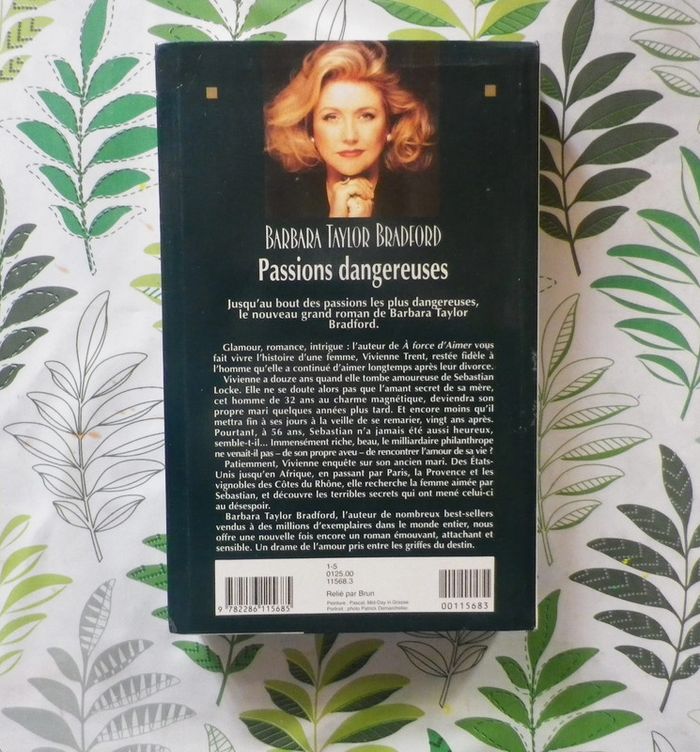 BARBARA TAYLOR BRADFORD
Passions dangereuses
Jusqu'au bout des passions les plus dangereuses,
le nouveau grand roman de Barbara Taylor
Bradford.
Glamour, romance, intrigue : l'auteur de À force d'Aimer vous
fait vivre l'histoire d'une femme, Vivienne Trent, restée fidèle à
l'homme qu'elle a continué d'aimer longtemps après leur divorce.
Vivienne a douze ans quand elle tombe amoureuse de Sebastian
Locke. Elle ne se doute alors pas que l'amant secret de sa mère,
cet homme de 32 ans au charme magnétique, deviendra son
propre mari quelques années plus tard. Et encore moins qu'il
mettra fin à ses jours à la veille de se remarier, vingt ans après.
Pourtant, à 56 ans, Sebastian n'a jamais été aussi heureux,
semble-t-il... Immensément riche, beau, le milliardaire philanthrope
ne venait-il pas – de son propre aveu – de rencontrer l'amour de sa vie ?
Patiemment, Vivienne enquête sur son ancien mari. Des États-
Unis jusqu'en Afrique, en passant par Paris, la Provence et les
vignobles des Côtes du Rhône, elle recherche la femme aimée par
Sebastian, et découvre les terribles secrets qui ont mené celui-ci
au désespoir.
Barbara Taylor Bradford, l'auteur de nombreux best-sellers
vendus à des millions d'exemplaires dans le monde entier, nous
offre une nouvelle fois encore un roman émouvant, attachant et
sensible. Un drame de l'amour pris entre les griffes du destin.
1-5
0125.00
11568.3
Relié par Brun
Peinture : Pascal, Mid-Day in Grasse
Portrait : photo Patrick Demarchelier
9 782286 115685
00115683